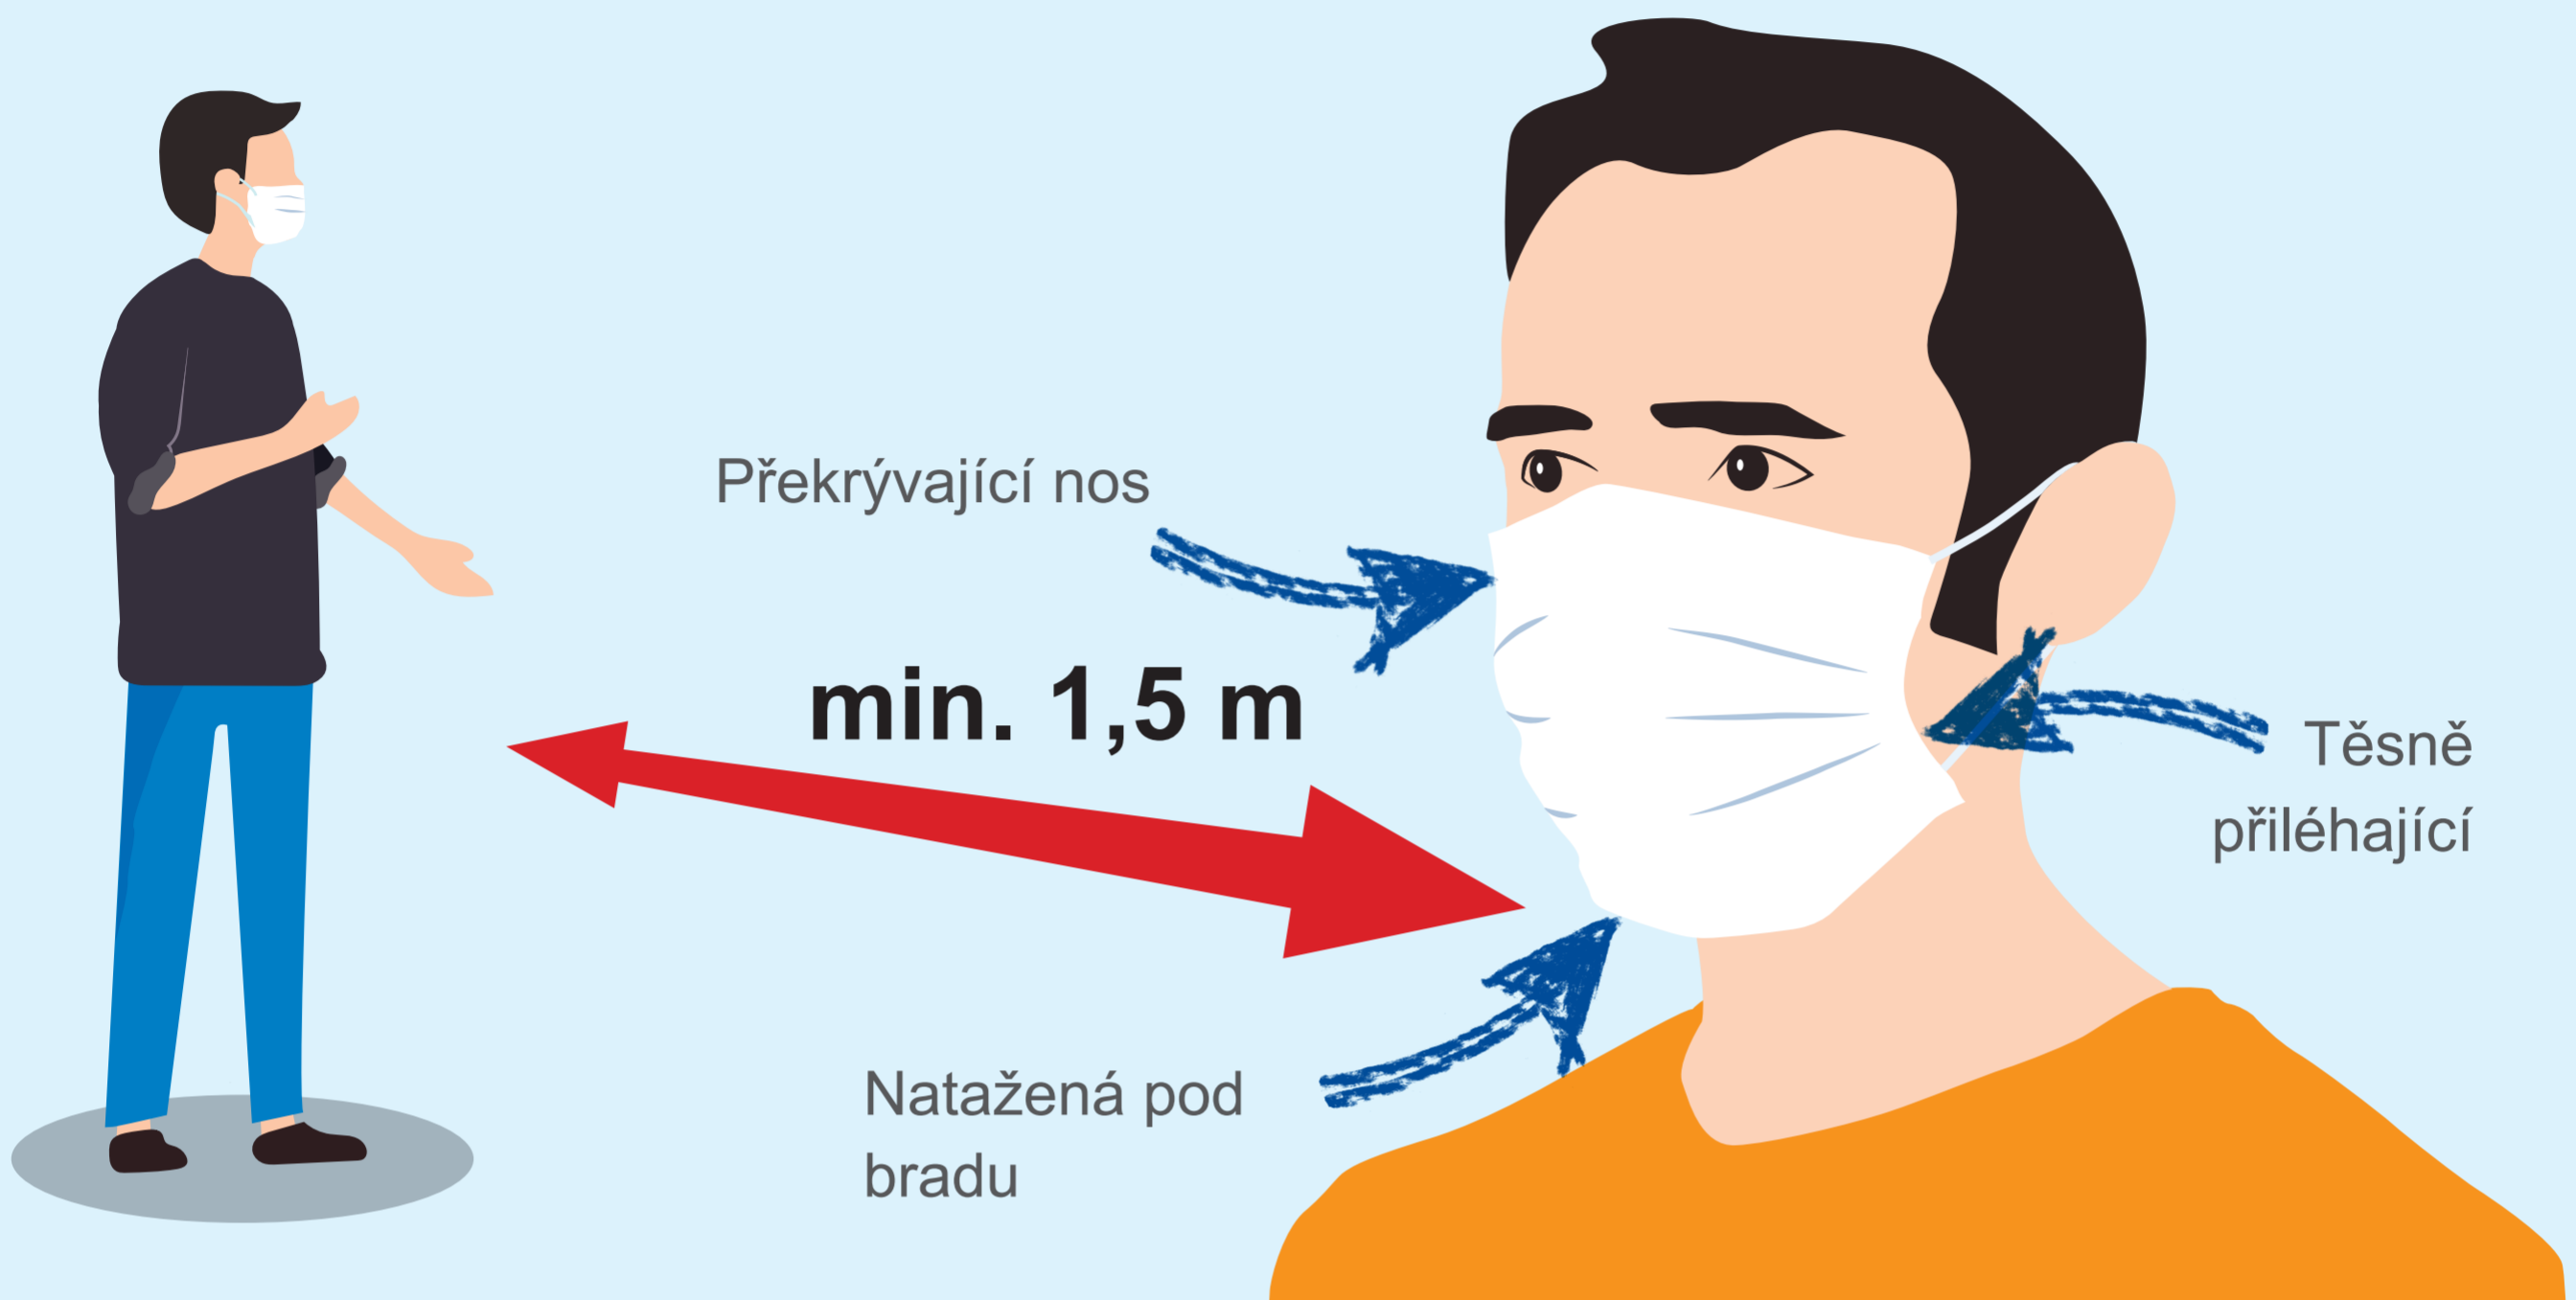 Překrývající nos
min. 1,5 m
Těsně
přiléhající
Natažená pod
bradu